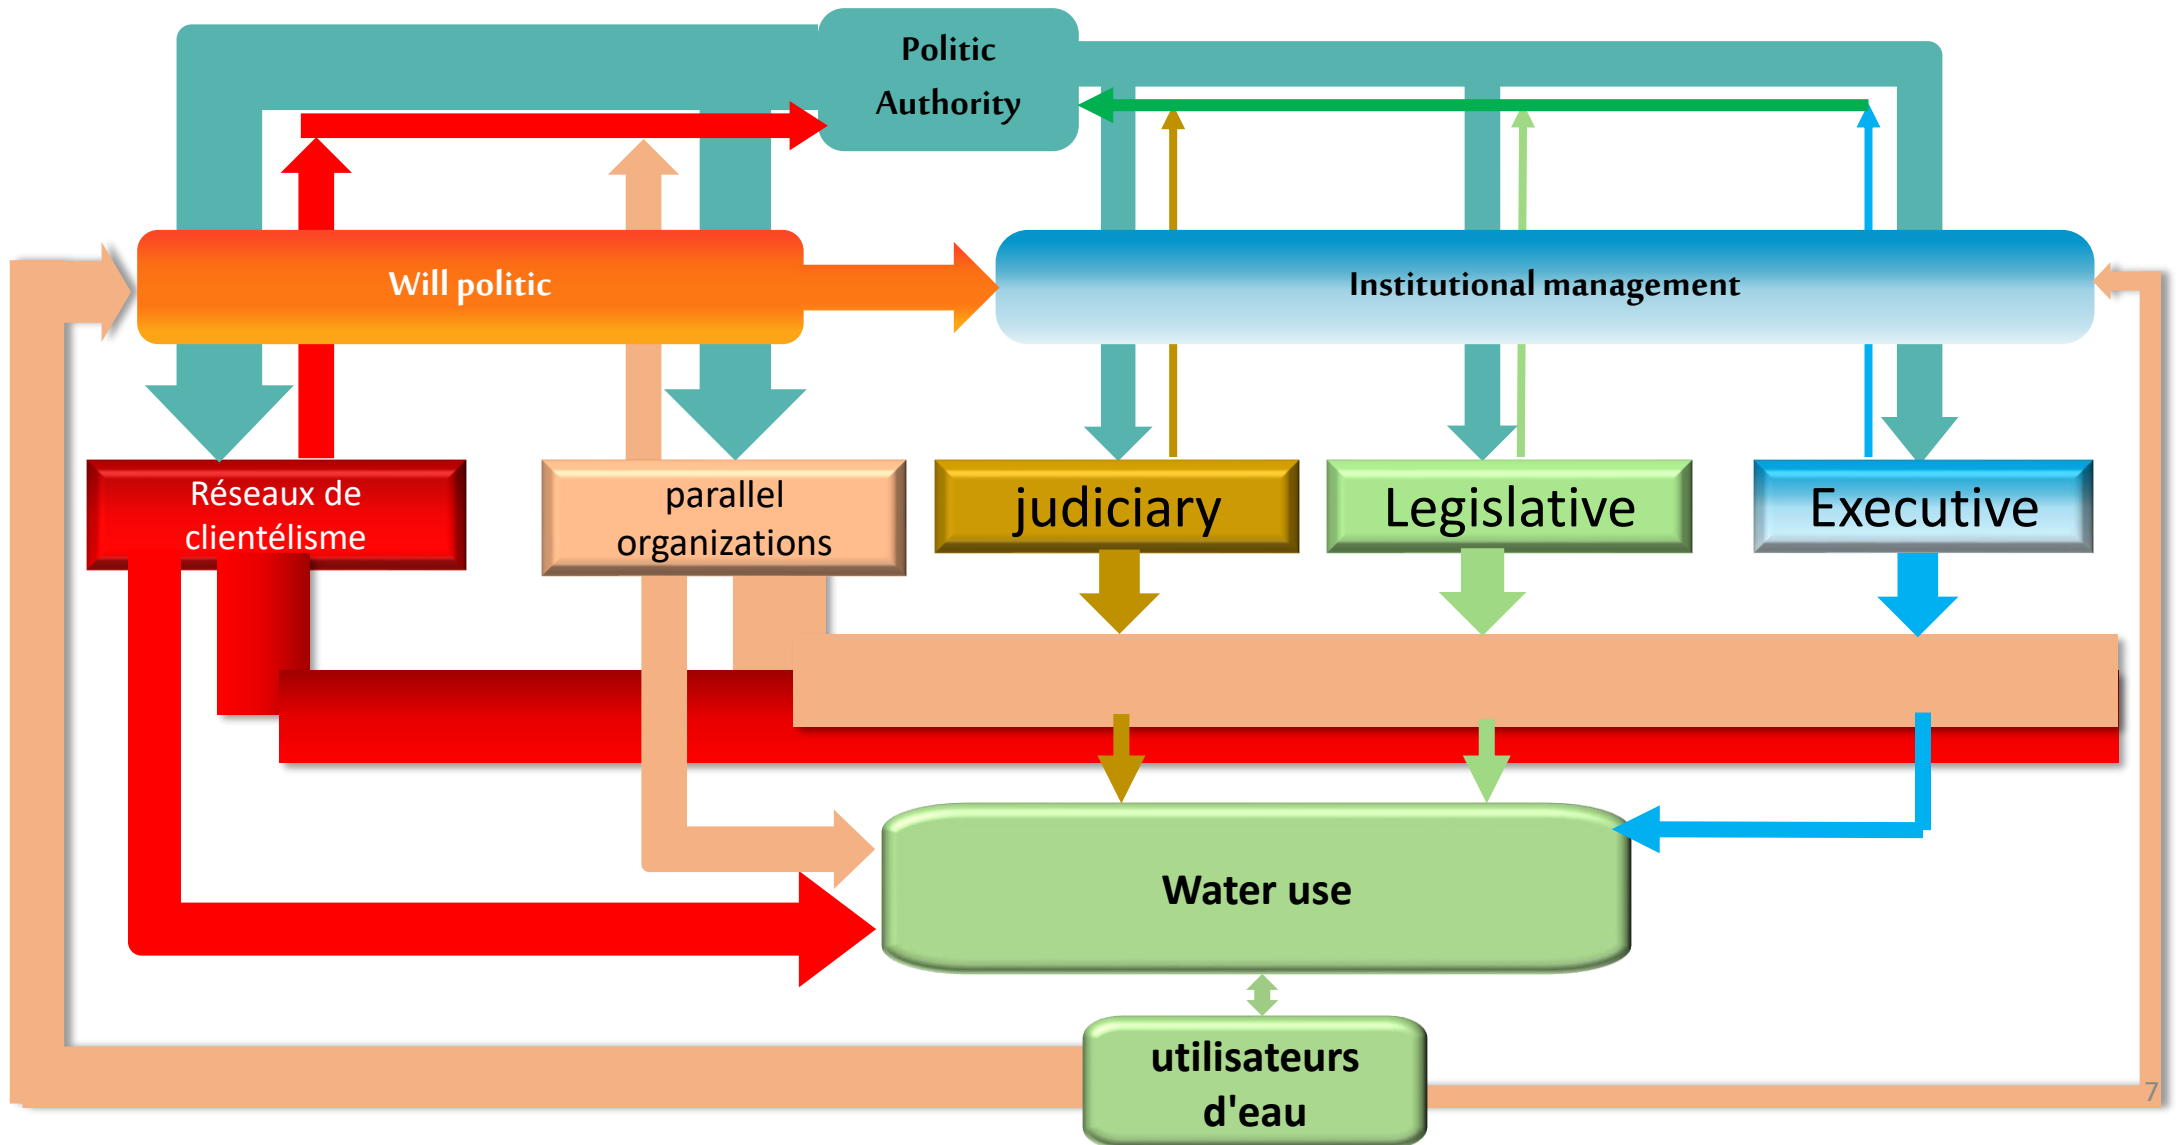 Politic
Authority
Will politic
Institutional management
Réseaux de
clientélisme
parallel
organizations
judiciary
Legislative
Executive
Water use
utilisateurs
d'eau
7